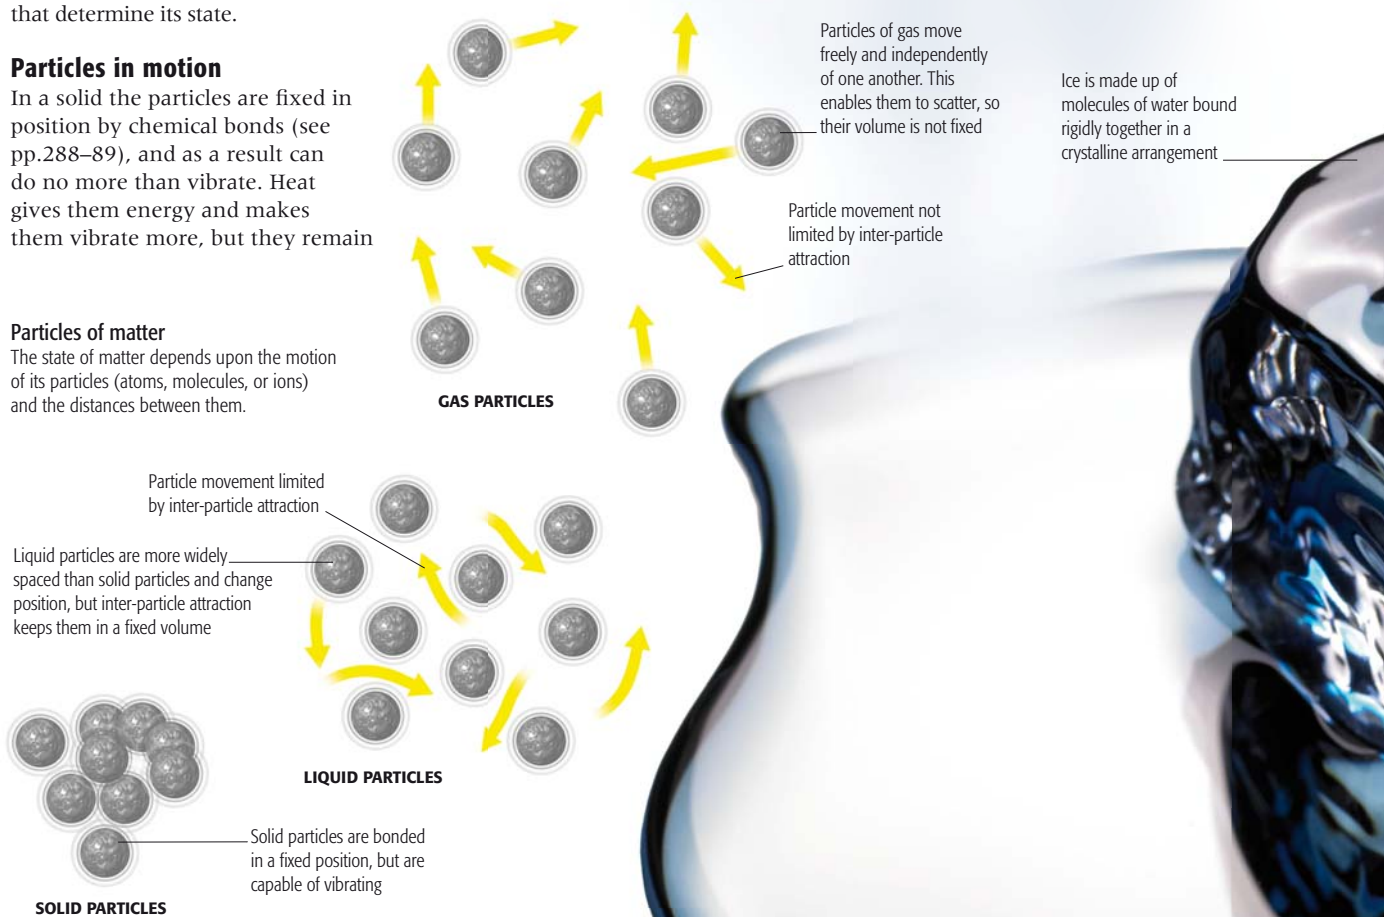 that determine its state.
Particles in motion
In a solid the particles are fixed in
position by chemical bonds (see
pp.288–89), and as a result can
do no more than vibrate. Heat
gives them energy and makes
them vibrate more, but they remain
Particles of matter
The state of matter depends upon the motion
of its particles (atoms, molecules, or ions)
and the distances between them.
GAS PARTICLES
Particles of gas move
freely and independently
of one another. This
enables them to scatter, so
their volume is not fixed
Particle movement not
limited by inter-particle
attraction
Ice is made up of
molecules of water bound
rigidly together in a
crystalline arrangement
Particle movement limited
by inter-particle attraction
Liquid particles are more widely
spaced than solid particles and change
position, but inter-particle attraction
keeps them in a fixed volume
LIQUID PARTICLES
Solid particles are bonded
in a fixed position, but are
capable of vibrating
SOLID PARTICLES